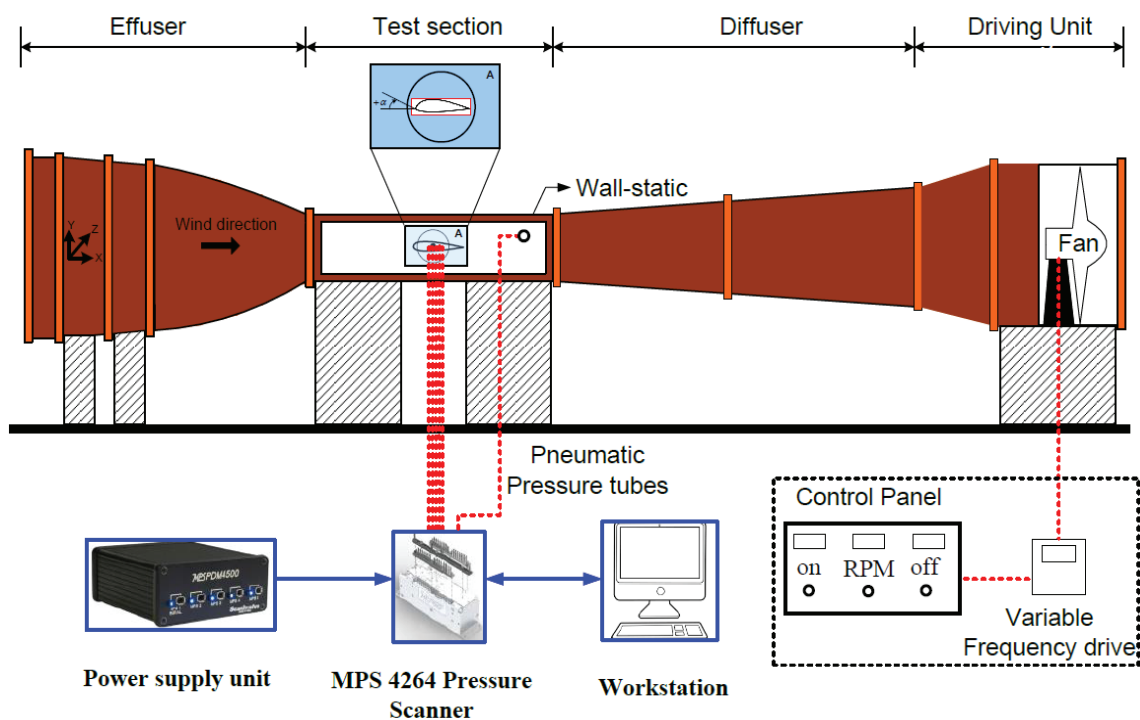 Effuser
Test section
Diffuser
Driving Unit
A
+α
Wall-static
Y
Z
X
Wind direction
A
Fan
Pneumatic
Pressure tubes
Control Panel
on
RPM
off
Variable
Frequency drive
MPSPDM4500
Power supply unit
MPS 4264 Pressure
Scanner
Workstation